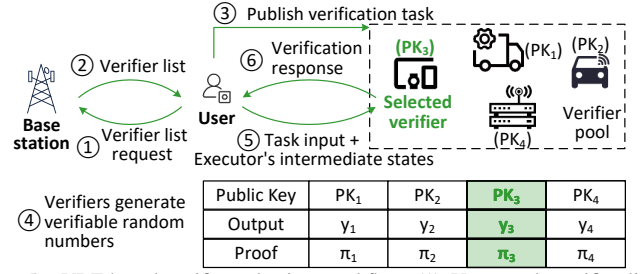 ③ Publish verification task
② Verifier list
⑥ Verification response
(PK₃)
(PK₁)
(PK₂)
Selected verifier
(PK₄)
Verifier pool
Base station
User
① Verifier list request
⑤ Task input + Executor's intermediate states
④ Verifiers generate verifiable random numbers
Public Key PK₁ PK₂ PK₃ PK₄
Output y₁ y₂ y₃ y₄
Proof π₁ π₂ π₃ π₄